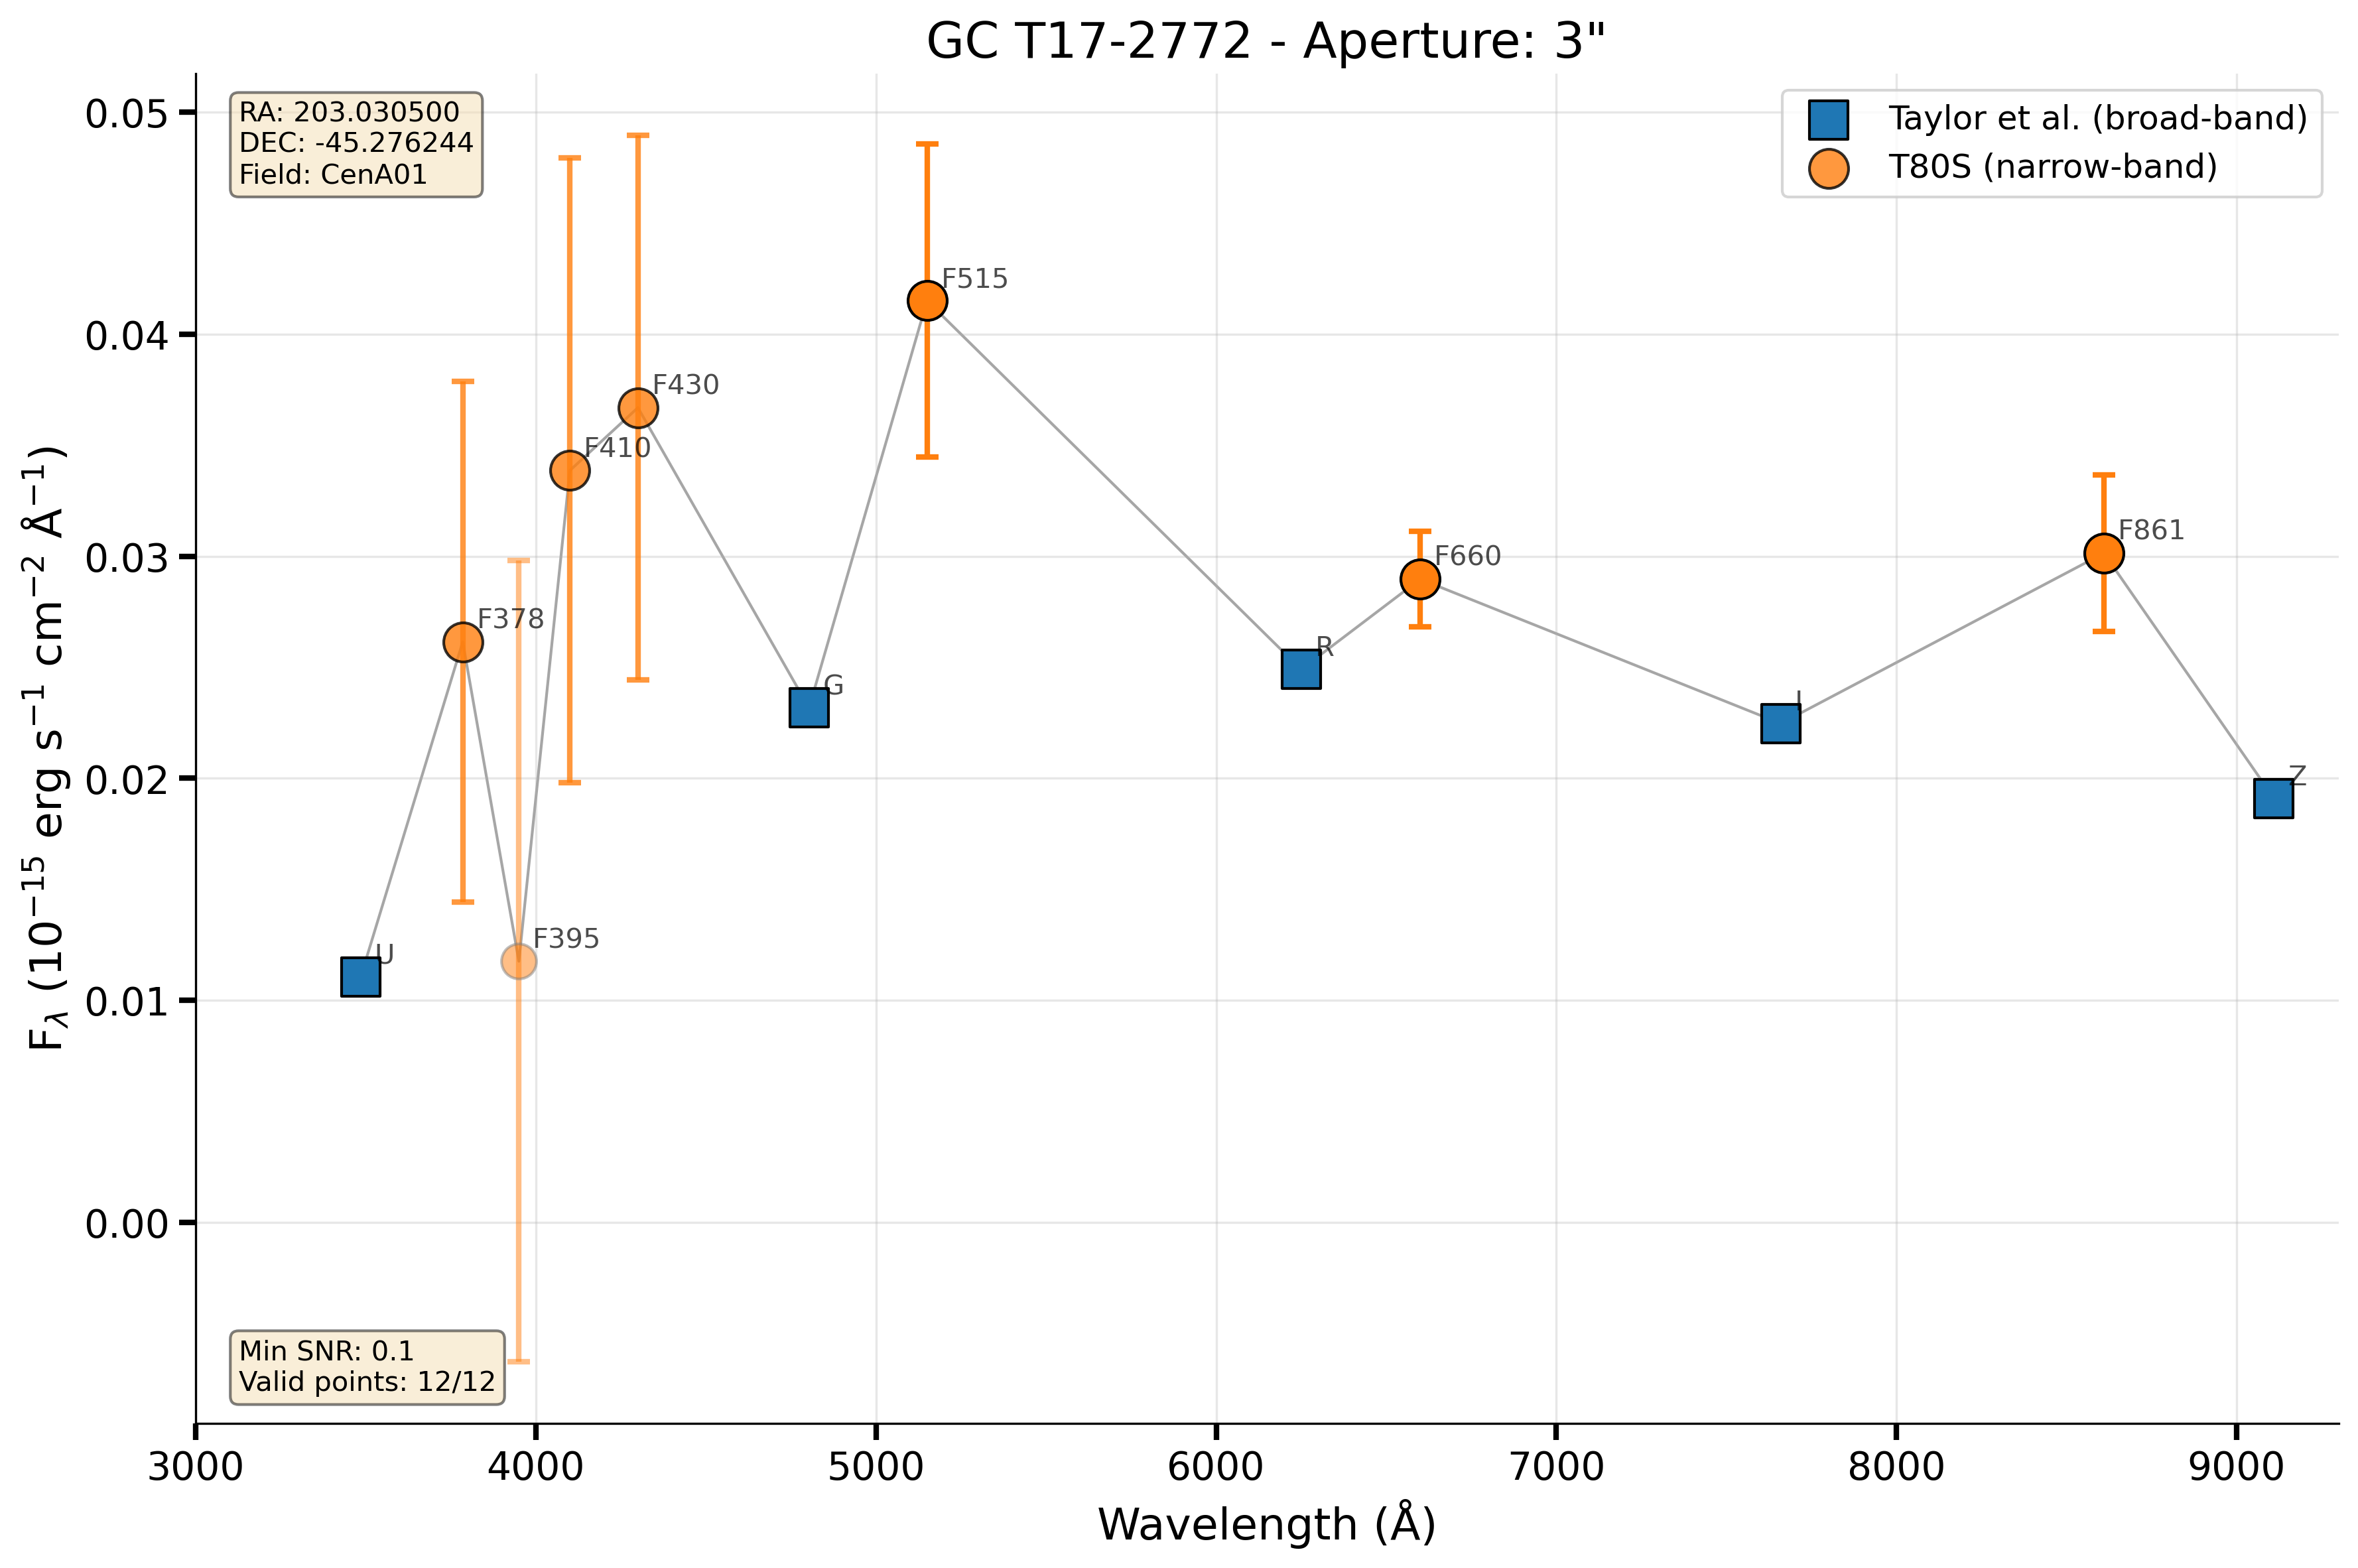 GC T17-2772 - Aperture: 3"
RA: 203.030500
DEC: -45.276244
Field: CenA01
Taylor et al. (broad-band)
T80S (narrow-band)
0.05
0.04
0.03
0.02
0.01
0.00
F_λ (10⁻¹⁵ erg s⁻¹ cm⁻² Å⁻¹)
U
F378
F395
F410
F430
G
F515
R
F660
I
F861
Z
Min SNR: 0.1
Valid points: 12/12
3000 4000 5000 6000 7000 8000 9000
Wavelength (Å)